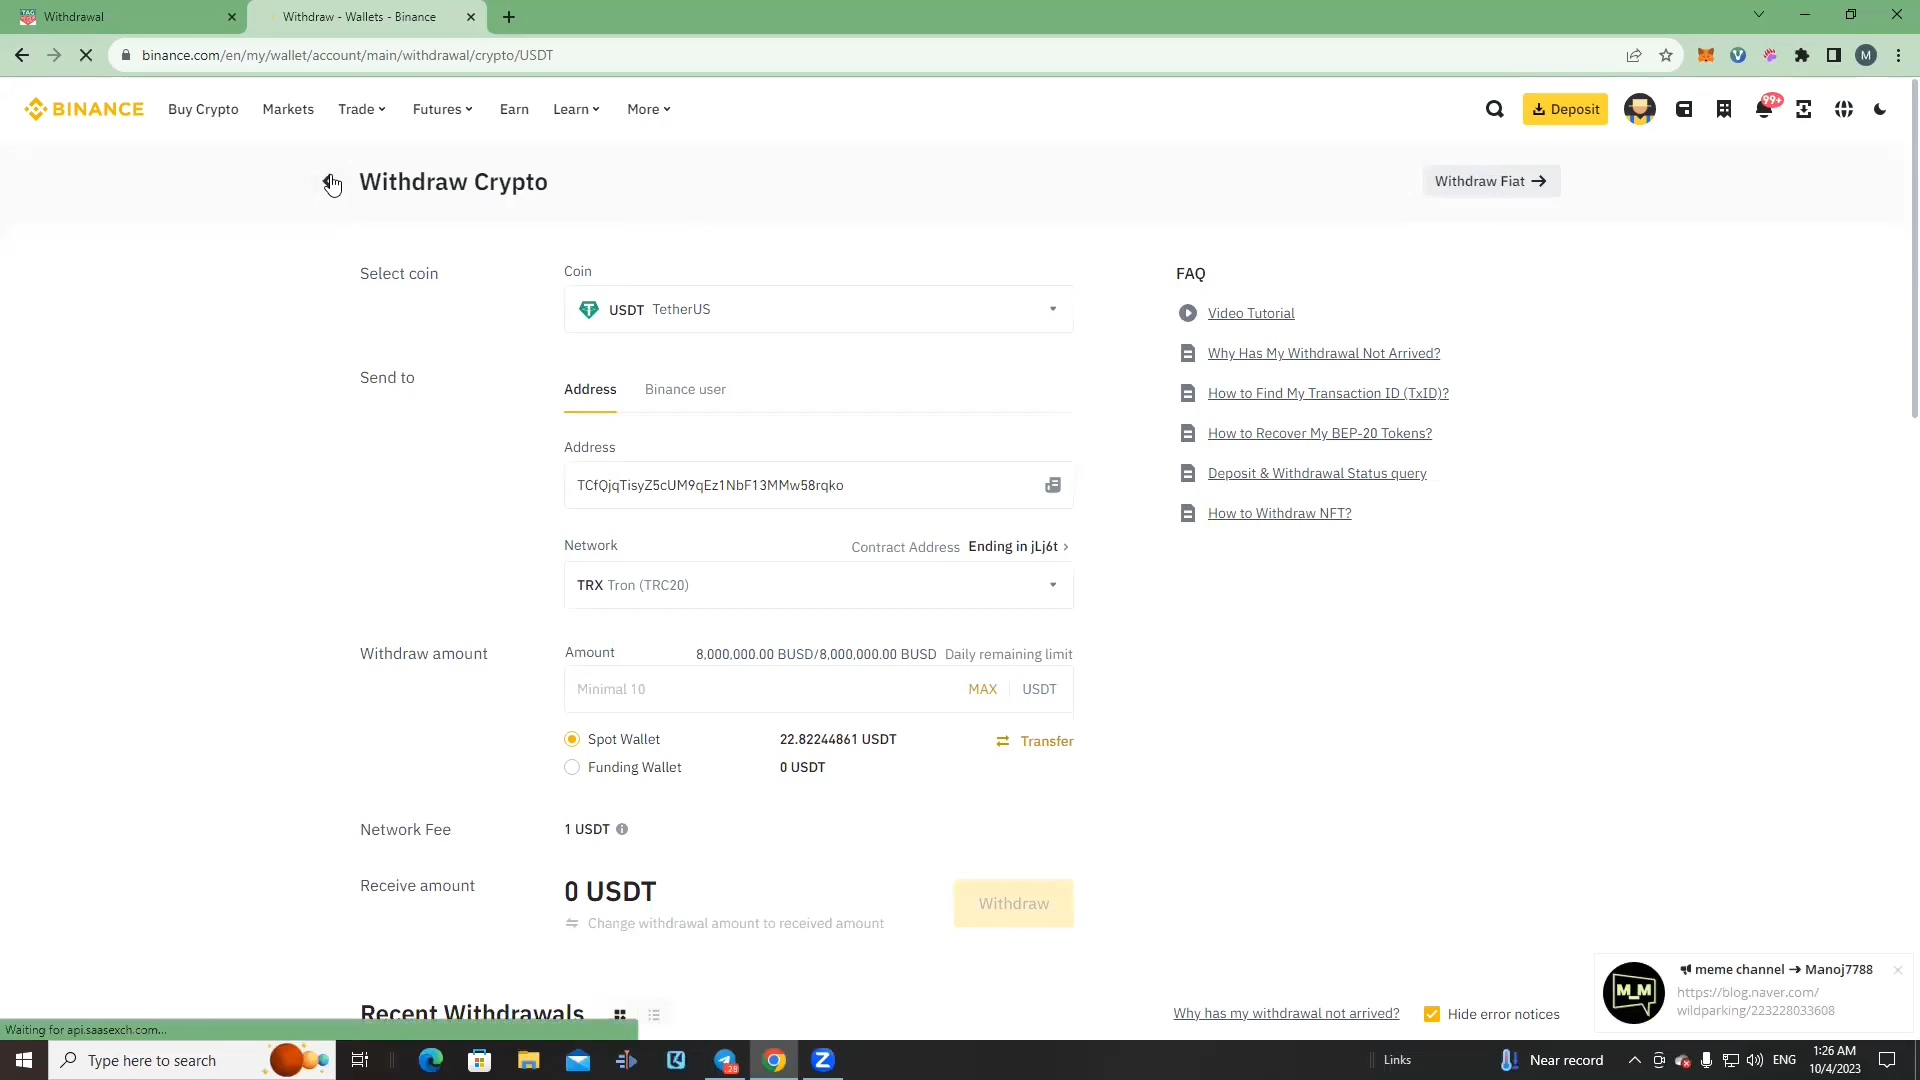 Withdrawal
Withdraw - Wallets - Binance
binance.com/en/my/wallet/account/main/withdrawal/crypto/USDT
M
BINANCE
Buy Crypto
Markets
Trade
Futures
Earn
Learn
More
Deposit
99+
Withdraw Crypto
Withdraw Fiat
Select coin
Coin
USDT TetherUS
Send to
Address
Binance user
Address
TCfQjqTisyZ5cUM9qEz1NbF13MMw58rqko
Network
Contract Address Ending in jLj6t
TRX Tron (TRC20)
Withdraw amount
Amount
8,000,000.00 BUSD/8,000,000.00 BUSD Daily remaining limit
Minimal 10
MAX
USDT
Spot Wallet
22.82244861 USDT
Transfer
Funding Wallet
0 USDT
Network Fee
1 USDT
Receive amount
0 USDT
Change withdrawal amount to received amount
Withdraw
FAQ
Video Tutorial
Why Has My Withdrawal Not Arrived?
How to Find My Transaction ID (TxID)?
How to Recover My BEP-20 Tokens?
Deposit & Withdrawal Status query
How to Withdraw NFT?
Recent Withdrawals
Why has my withdrawal not arrived?
Hide error notices
M_M
meme channel ➔ Manoj7788
https://blog.naver.com/
wildparking/223228033608
Waiting for api.saasexch.com...
Type here to search
Links
Near record
ENG
1:26 AM
10/4/2023